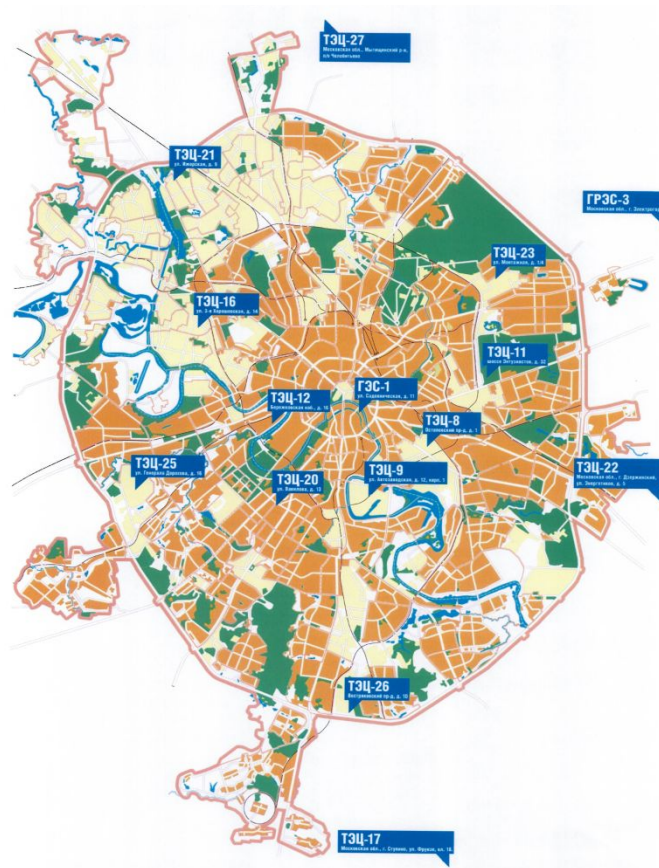 ТЭЦ-27
Московская обл., Мытищинский р-н,
п/о Челобитьево
ТЭЦ-21
ул. Ижорская, д. 9
ГРЭС-3
Московская обл., г. Электрогор
ТЭЦ-23
ул. Монтажная, д. 1/4
ТЭЦ-16
ул. 3-я Хорошевская, д. 14
ТЭЦ-11
шоссе Энтузиастов, д. 32
ГЭС-1
ул. Садовническая, д. 11
ТЭЦ-12
Бережковская наб., д. 16
ТЭЦ-8
Остаповский пр-д, д. 1
ТЭЦ-25
ул. Генерала Дорохова, д. 16
ТЭЦ-20
ул. Вавилова, д. 13
ТЭЦ-9
ул. Автозаводская, д. 12, корп. 1
ТЭЦ-22
Московская обл., г. Дзержинский,
ул. Энергетиков, д. 5
ТЭЦ-26
Востряковский пр-д, д. 10
ТЭЦ-17
Московская обл., г. Ступино, ул. Фрунзе, вл. 19.